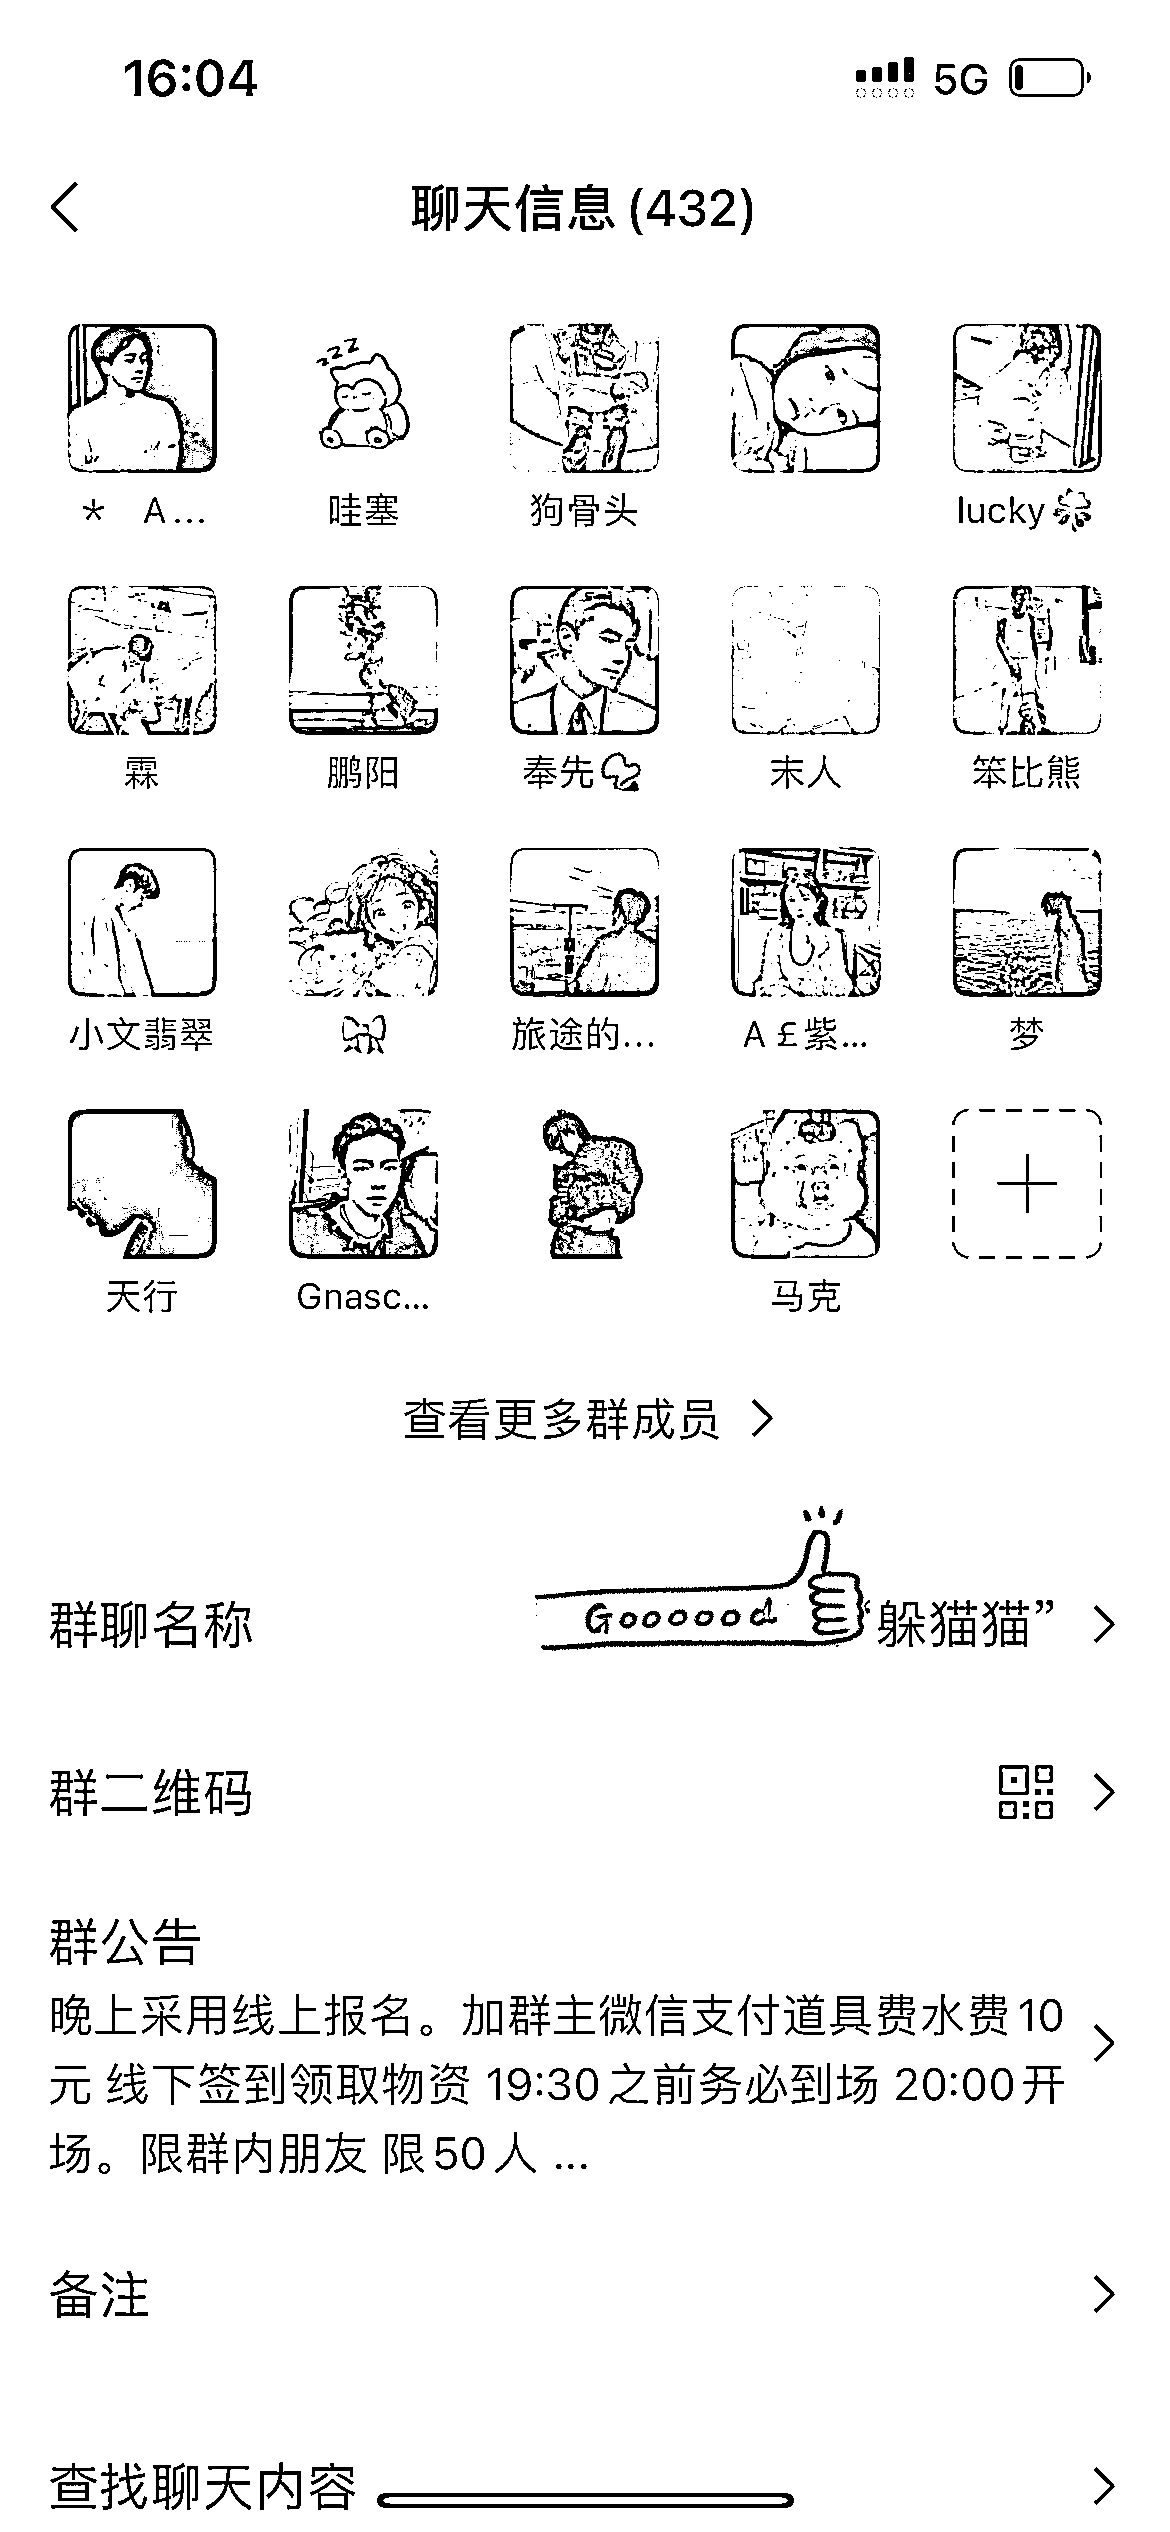 16:04 5G
聊天信息(432)
* A... 哇塞 狗骨头 lucky
霖 鹏阳 奉先 末人 笨比熊
小文翡翠 旅途的... A £紫... 梦
天行 Gnasc... 马克
查看更多群成员
群聊名称 Goooood “躲猫猫”
群二维码
群公告
晚上采用线上报名。加群主微信支付道具费水费10
元 线下签到领取物资 19:30之前务必到场 20:00开
场。限群内朋友 限50人 ...
备注
查找聊天内容
zzz